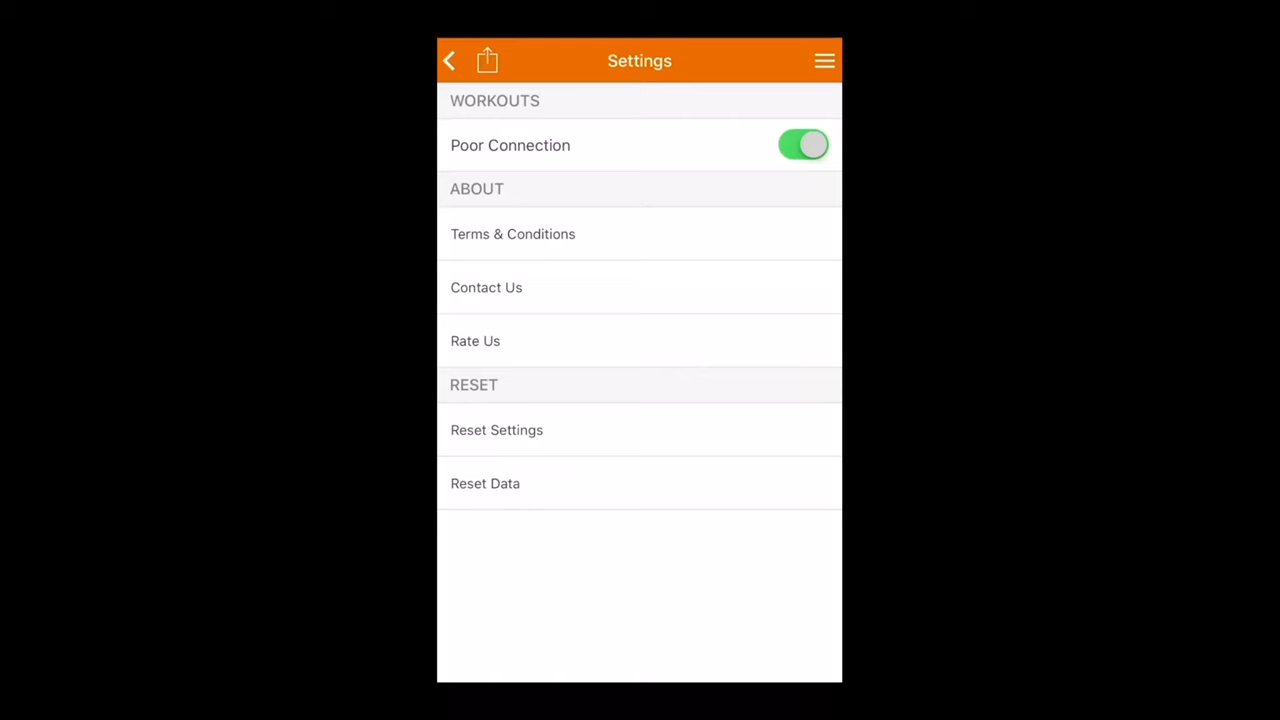 Settings
WORKOUTS
Poor Connection
ABOUT
Terms & Conditions
Contact Us
Rate Us
RESET
Reset Settings
Reset Data